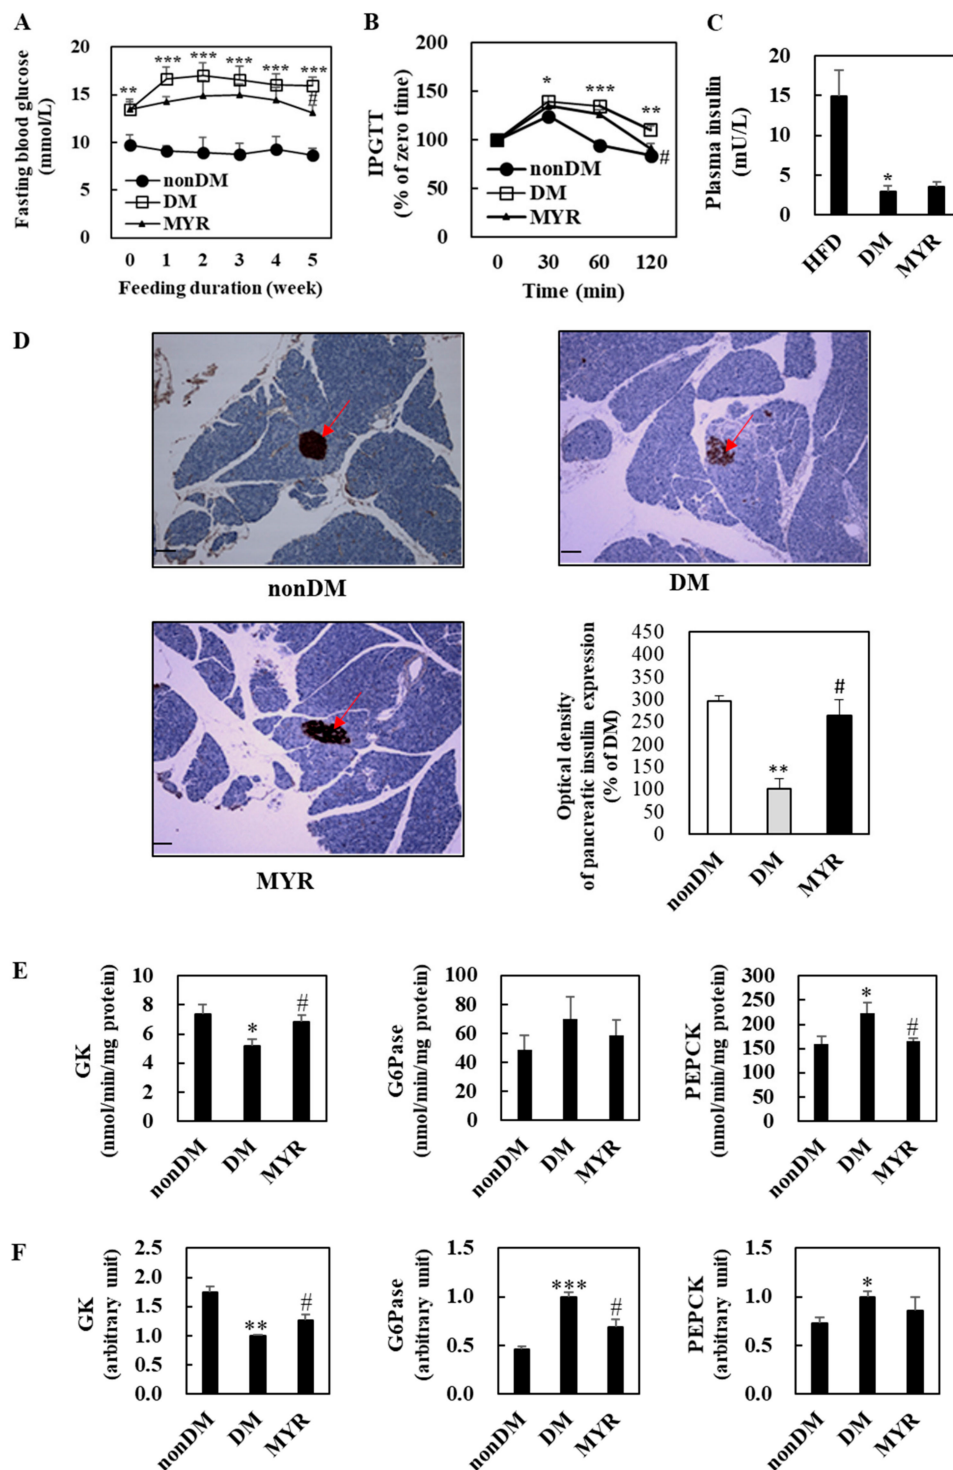 A
Fasting blood glucose
(mmol/L)
20
15
10
5
0
**
***
***
***
***
***
#
nonDM
DM
MYR
0 1 2 3 4 5
Feeding duration (week)
B
IPGTT
(% of zero time)
200
150
100
50
0
*
***
**
#
nonDM
DM
MYR
0 30 60 120
Time (min)
C
Plasma insulin
(mU/L)
20
15
10
5
0
*
HFD
DM
MYR
D
nonDM
DM
MYR
Optical density
of pancreatic insulin expression
(% of DM)
450
400
350
300
250
200
150
100
50
0
**
#
nonDM
DM
MYR
E
GK
(nmol/min/mg protein)
10
8
6
4
2
0
*
#
nonDM
DM
MYR
G6Pase
(nmol/min/mg protein)
100
80
60
40
20
0
nonDM
DM
MYR
PEPCK
(nmol/min/mg protein)
300
250
200
150
100
50
0
*
#
nonDM
DM
MYR
F
GK
(arbitrary unit)
2.5
2.0
1.5
1.0
0.5
0.0
**
#
nonDM
DM
MYR
G6Pase
(arbitrary unit)
1.5
1.0
0.5
0.0
***
#
nonDM
DM
MYR
PEPCK
(arbitrary unit)
1.5
1.0
0.5
0.0
*
nonDM
DM
MYR